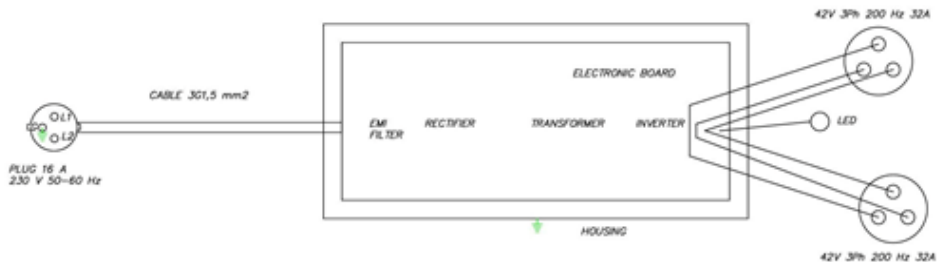 42V 3Ph 200 Hz 32A
ELECTRONIC BOARD
CABLE 3G1,5 mm2
L1
L2
EMI
FILTER
RECTIFIER
TRANSFORMER
INVERTER
LED
PLUG 16 A
230 V 50-60 Hz
HOUSING
42V 3Ph 200 Hz 32A